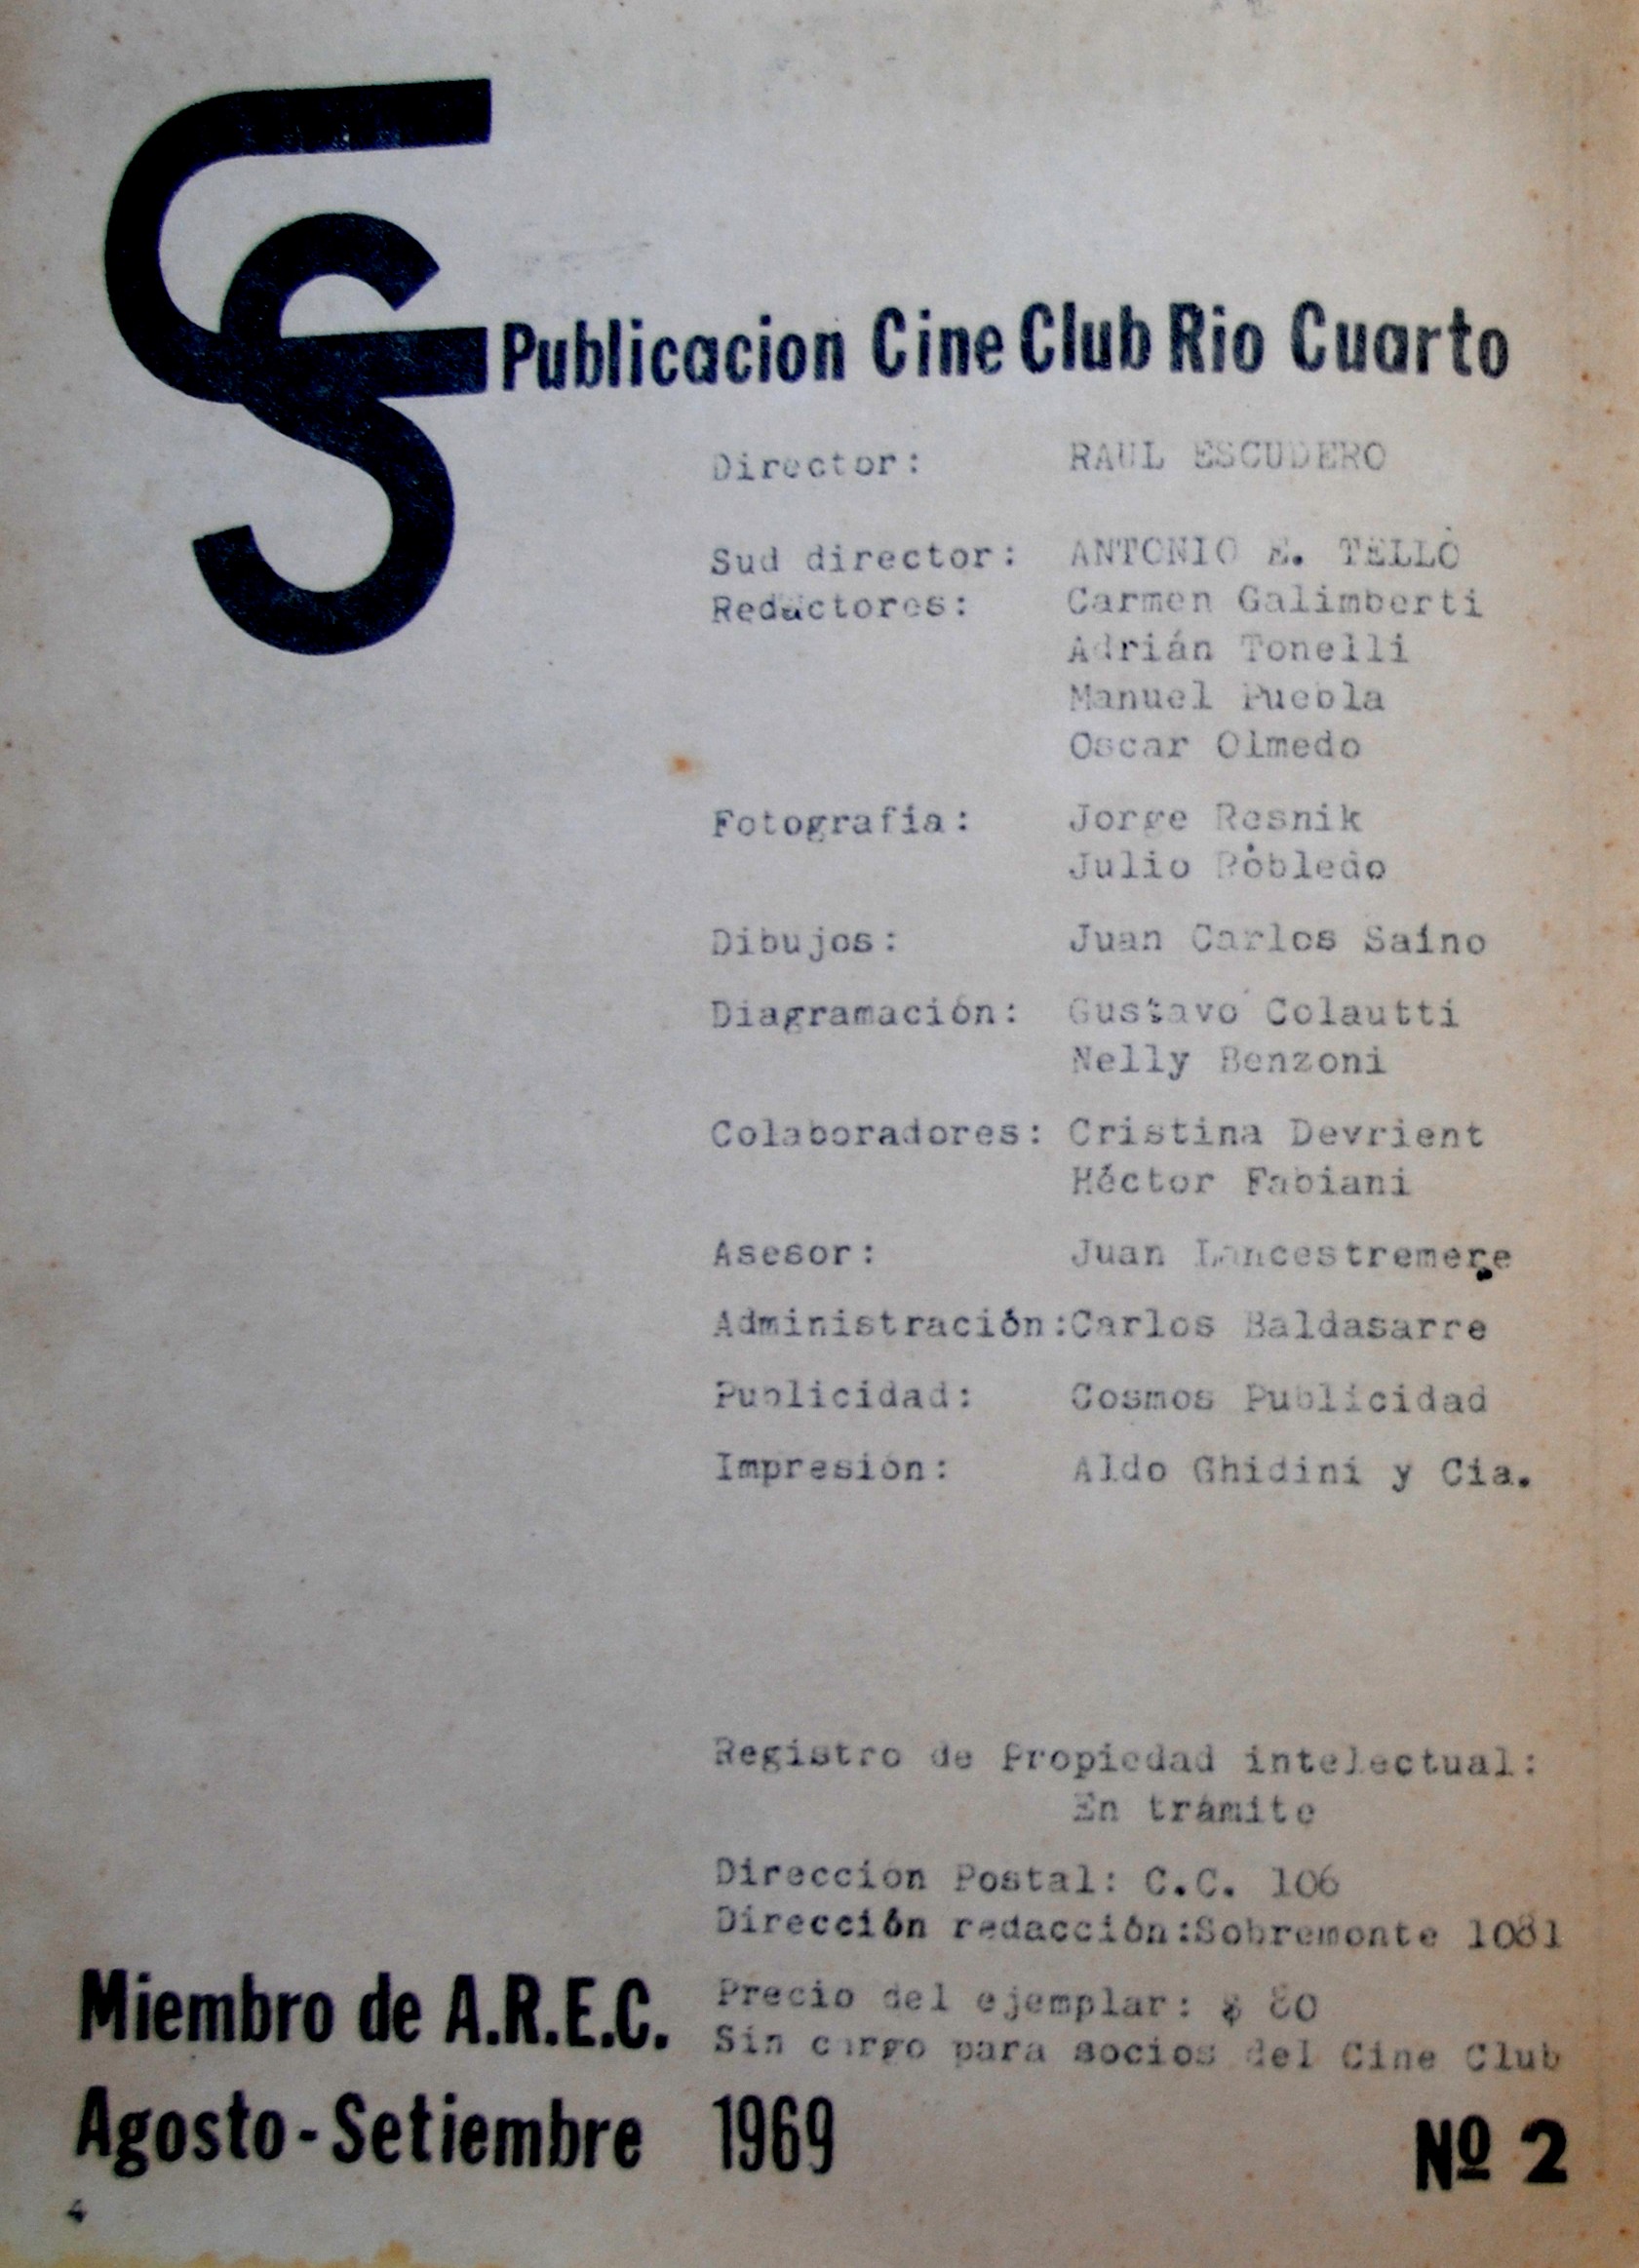 Publicacion Cine Club Rio Cuarto
Director: RAUL ESCUDERO
Sud director: ANTONIO E. TELLO
Redactores: Carmen Galimberti
Adrián Tonelli
Manuel Puebla
Oscar Olmedo
Fotografía: Jorge Resnik
Julio Robledo
Dibujos: Juan Carlos Saíno
Diagramación: Gustavo Colautti
Nelly Benzoni
Colaboradores: Cristina Devrient
Héctor Fabiani
Asesor: Juan Lancestremere
Administración: Carlos Baldasarre
Publicidad: Cosmos Publicidad
Impresión: Aldo Ghidini y Cia.
Registro de Propiedad intelectual:
En trámite
Dirección Postal: C.C. 106
Dirección redacción:Sobremonte 1081
Precio del ejemplar: $ 80
Sin cargo para socios del Cine Club
Miembro de A.R.E.C.
Agosto - Setiembre 1969
Nº 2
4